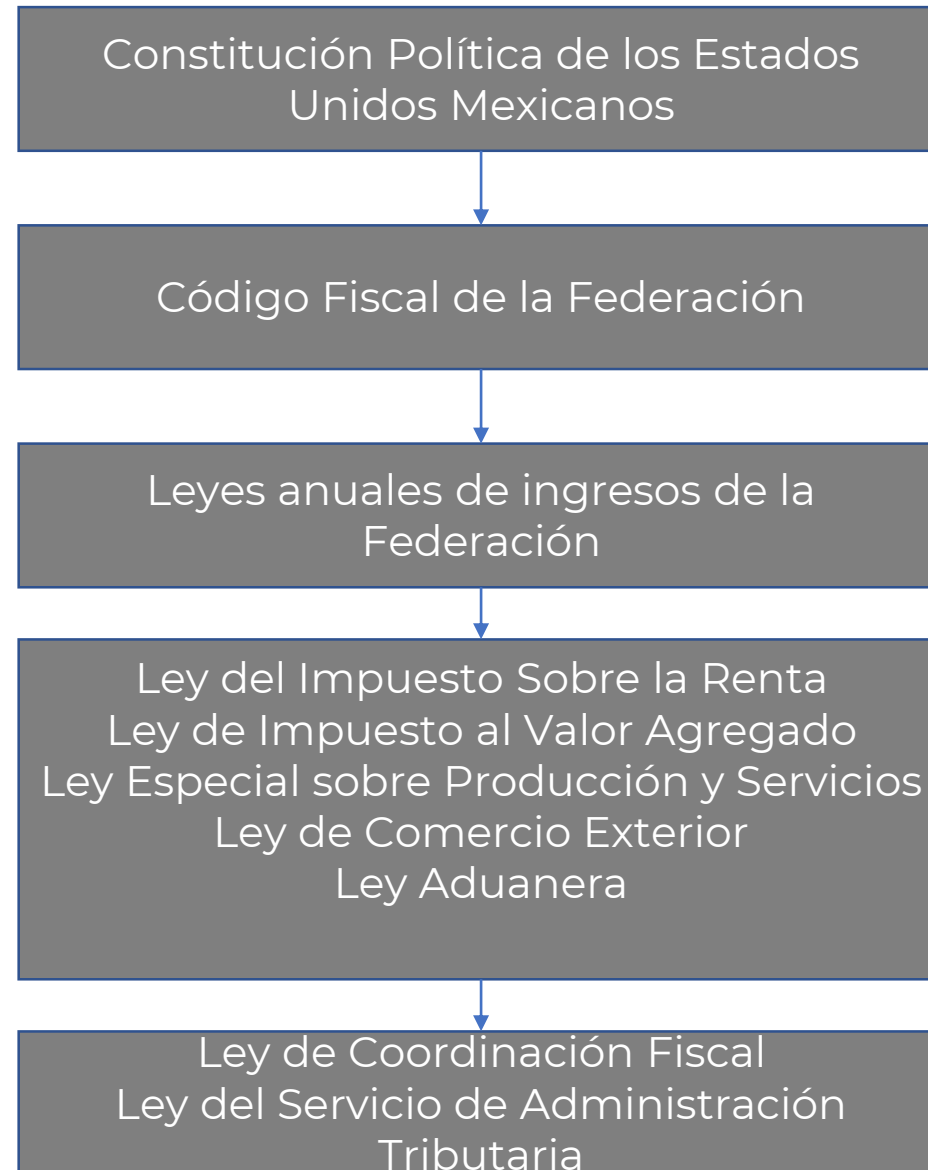 Constitución Política de los Estados
Unidos Mexicanos
Código Fiscal de la Federación
Leyes anuales de ingresos de la
Federación
Ley del Impuesto Sobre la Renta
Ley de Impuesto al Valor Agregado
Ley Especial sobre Producción y Servicios
Ley de Comercio Exterior
Ley Aduanera
Ley de Coordinación Fiscal
Ley del Servicio de Administración
Tributaria